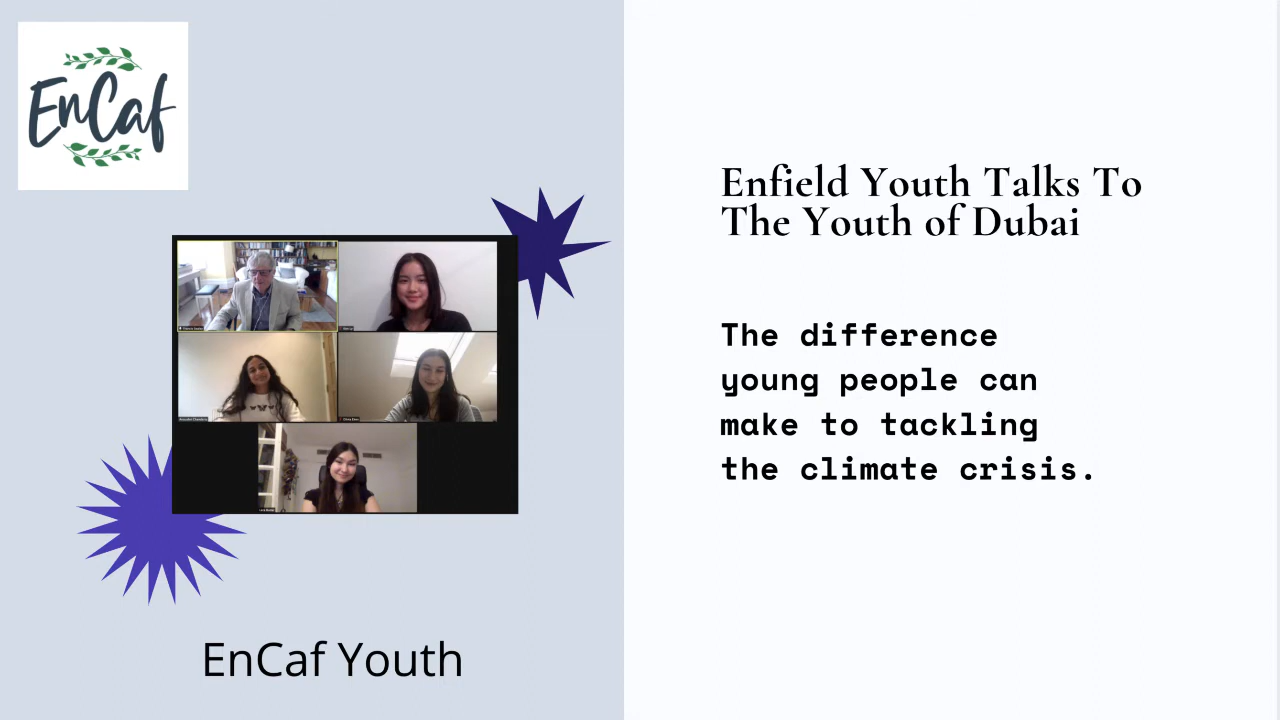 EnCaf
Enfield Youth Talks To
The Youth of Dubai
The difference
young people can
make to tackling
the climate crisis.
EnCaf Youth